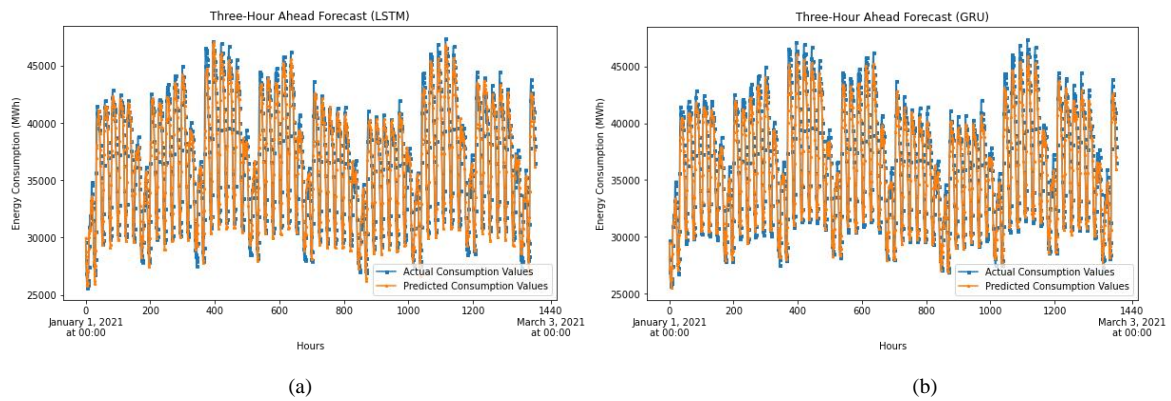 Three-Hour Ahead Forecast (LSTM)
Energy Consumption (MWh)
45000
40000
35000
30000
25000
Actual Consumption Values
Predicted Consumption Values
0 200 400 600 800 1000 1200 1440
January 1, 2021
at 00:00
March 3, 2021
at 00:00
Hours
(a)
Three-Hour Ahead Forecast (GRU)
Energy Consumption (MWh)
45000
40000
35000
30000
25000
Actual Consumption Values
Predicted Consumption Values
0 200 400 600 800 1000 1200 1440
January 1, 2021
at 00:00
March 3, 2021
at 00:00
Hours
(b)